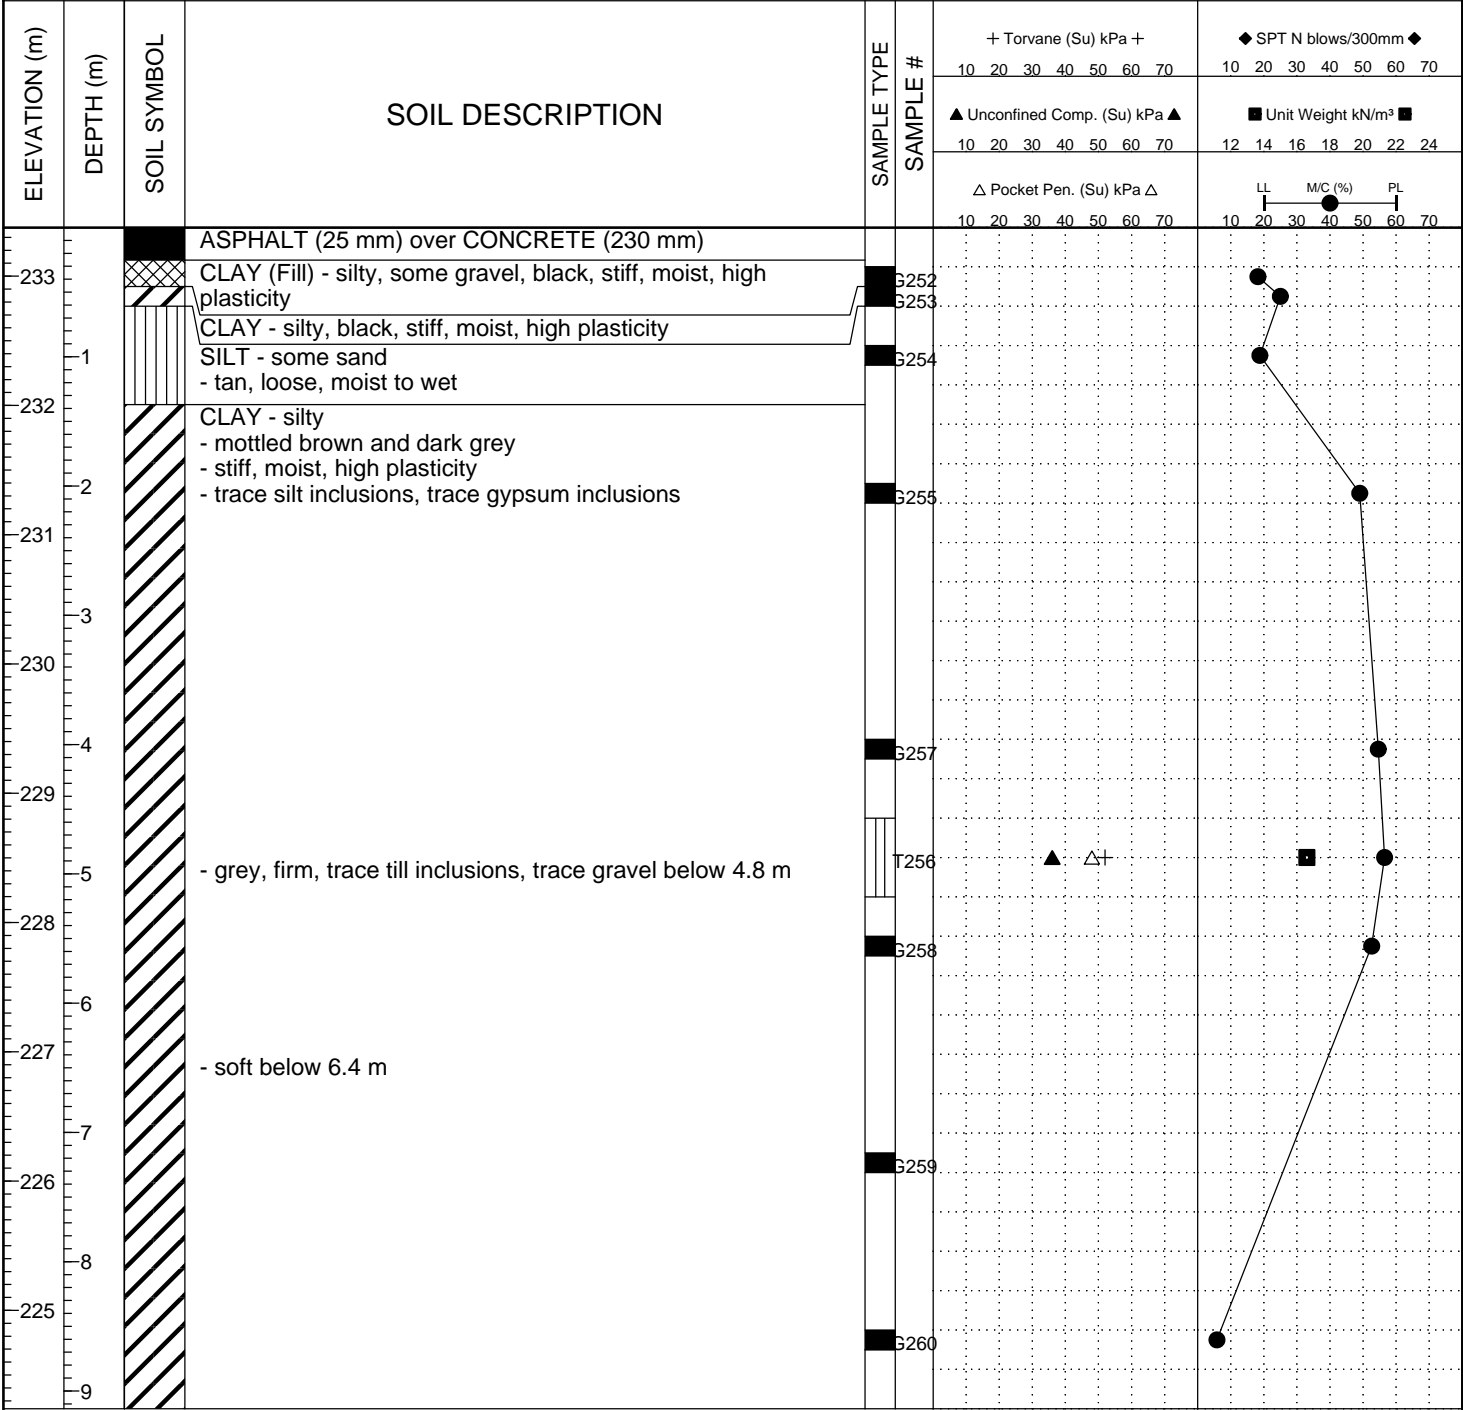 ELEVATION (m)
DEPTH (m)
SOIL SYMBOL
SOIL DESCRIPTION
SAMPLE TYPE
SAMPLE #
Torvane (Su) kPa
10 20 30 40 50 60 70
Unconfined Comp. (Su) kPa
10 20 30 40 50 60 70
Pocket Pen. (Su) kPa
10 20 30 40 50 60 70
SPT N blows/300mm
10 20 30 40 50 60 70
Unit Weight kN/m³
12 14 16 18 20 22 24
LL M/C (%) PL
10 20 30 40 50 60 70
ASPHALT (25 mm) over CONCRETE (230 mm)
233
CLAY (Fill) - silty, some gravel, black, stiff, moist, high
plasticity
G252
G253
CLAY - silty, black, stiff, moist, high plasticity
1
SILT - some sand
G254
- tan, loose, moist to wet
232
CLAY - silty
- mottled brown and dark grey
- stiff, moist, high plasticity
2
- trace silt inclusions, trace gypsum inclusions
G255
231
3
230
4
G257
229
T256
5
- grey, firm, trace till inclusions, trace gravel below 4.8 m
228
G258
6
227
- soft below 6.4 m
7
G259
226
8
225
G260
9